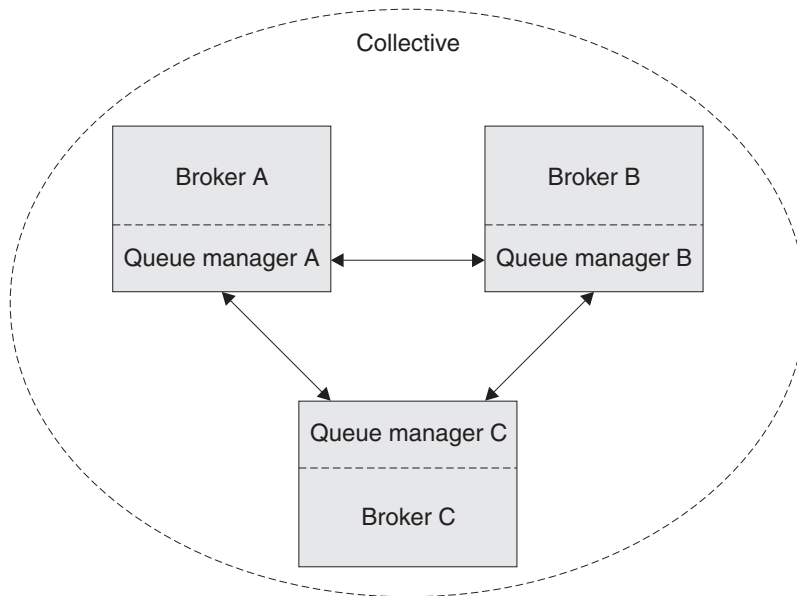 Collective
Broker A
Broker B
Queue manager A
Queue manager B
Queue manager C
Broker C